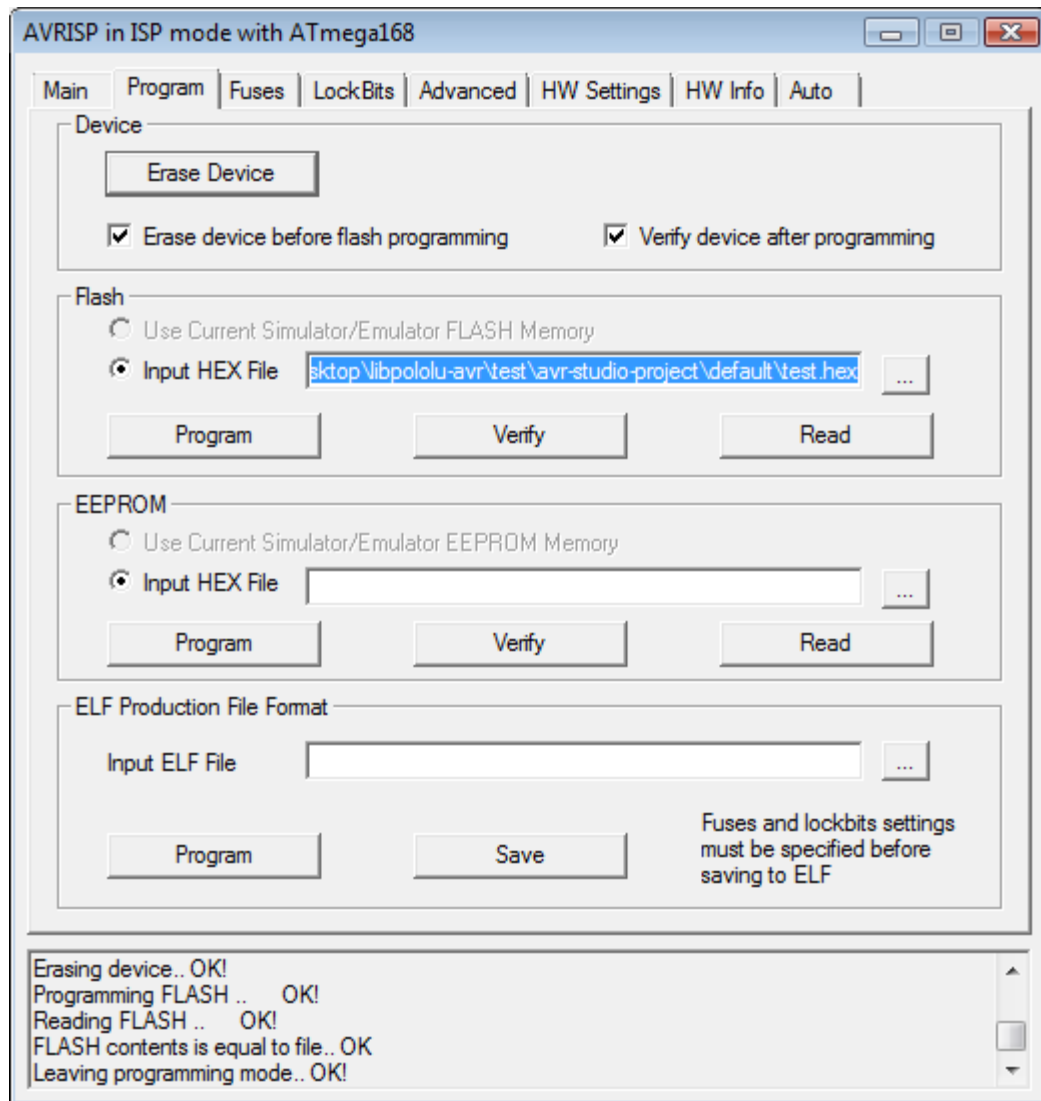 AVRISP in ISP mode with ATmega168
Main Program Fuses LockBits Advanced HW Settings HW Info Auto
Device
Erase Device
Erase device before flash programming Verify device after programming
Flash
Use Current Simulator/Emulator FLASH Memory
Input HEX File sktop\libpololu-avr\test\avr-studio-project\default\test.hex ...
Program Verify Read
EEPROM
Use Current Simulator/Emulator EEPROM Memory
Input HEX File ...
Program Verify Read
ELF Production File Format
Input ELF File ...
Fuses and lockbits settings
must be specified before
saving to ELF
Program Save
Erasing device.. OK!
Programming FLASH .. OK!
Reading FLASH .. OK!
FLASH contents is equal to file.. OK
Leaving programming mode.. OK!